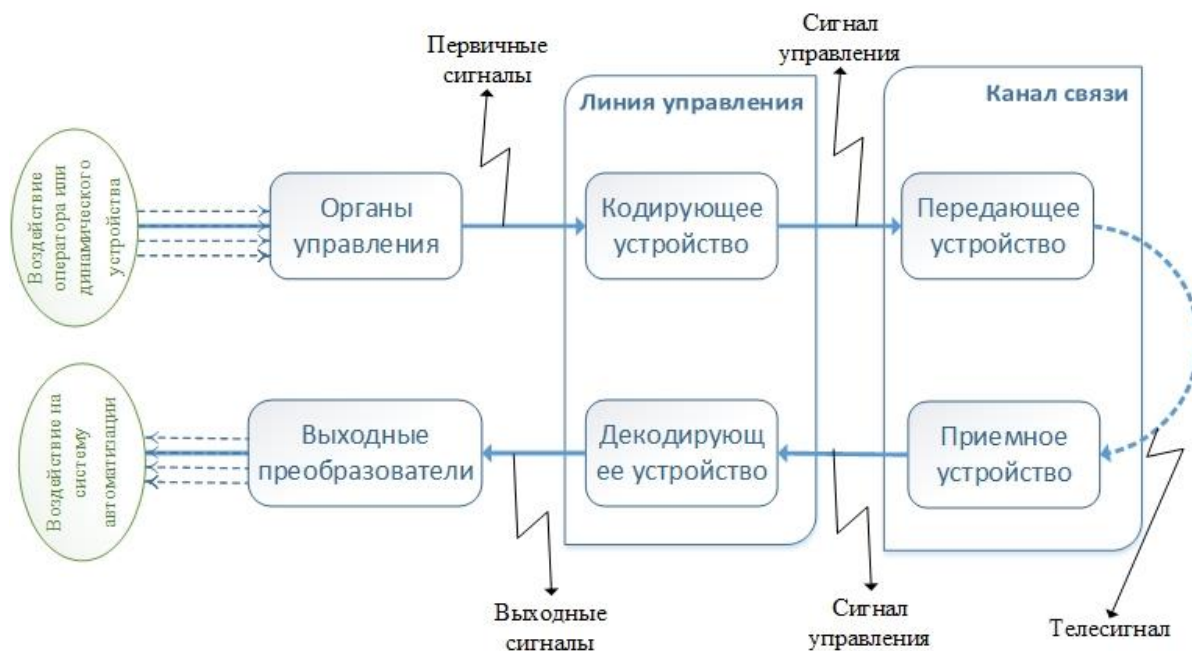 Первичные
сигналы
Сигнал
управления
Линия управления
Канал связи
Воздействие
оператора или
динамического
устройства
Органы
управления
Кодирующее
устройство
Передающее
устройство
Воздействие на
систему
автоматизации
Выходные
преобразователи
Декодирующ
ее устройство
Приемное
устройство
Выходные
сигналы
Сигнал
управления
Телесигнал